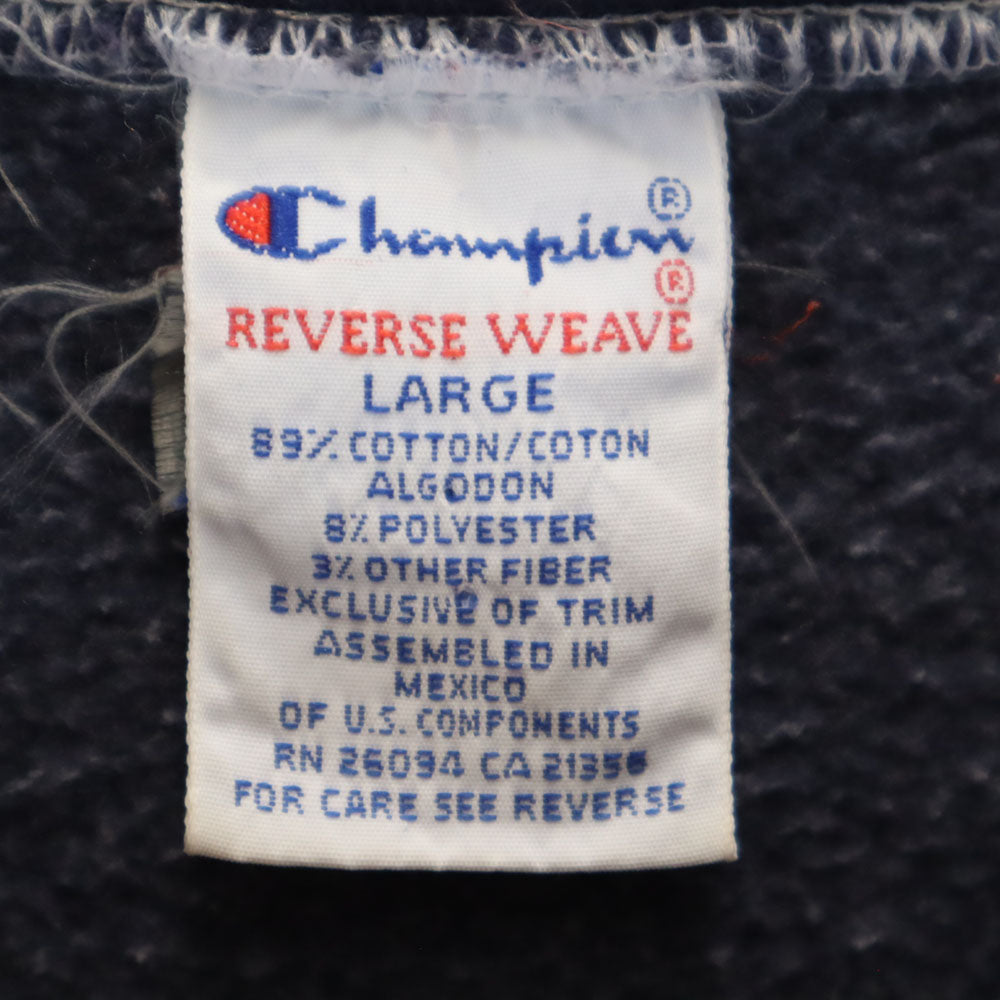 Champion®
REVERSE WEAVE®
LARGE
89% COTTON/COTON
ALGODON
8% POLYESTER
3% OTHER FIBER
EXCLUSIVE OF TRIM
ASSEMBLED IN
MEXICO
OF U.S. COMPONENTS
RN 26094 CA 21356
FOR CARE SEE REVERSE